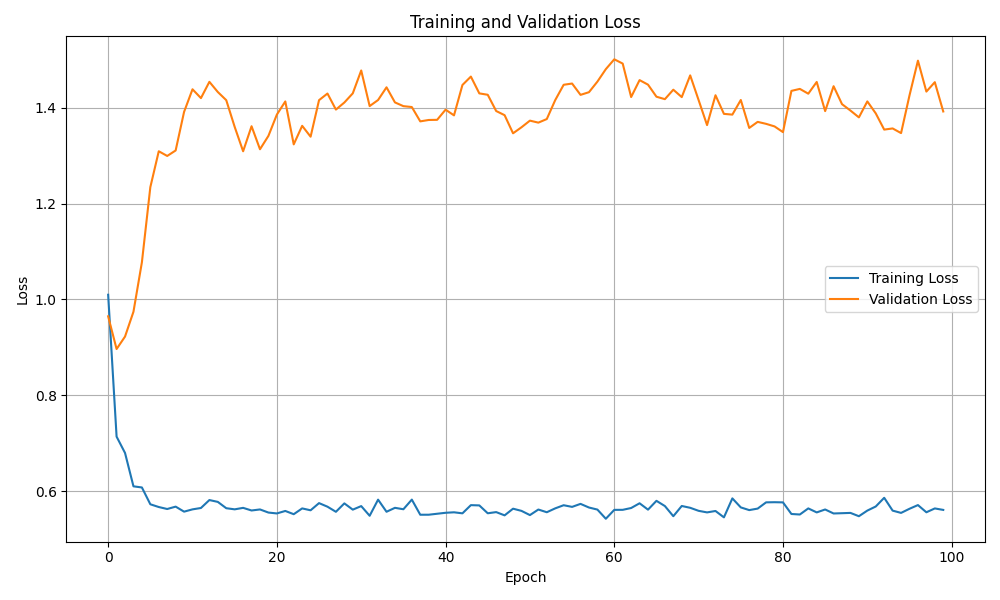 Training and Validation Loss
Loss
1.4
1.2
1.0
0.8
0.6
Training Loss
Validation Loss
0 20 40 60 80 100
Epoch